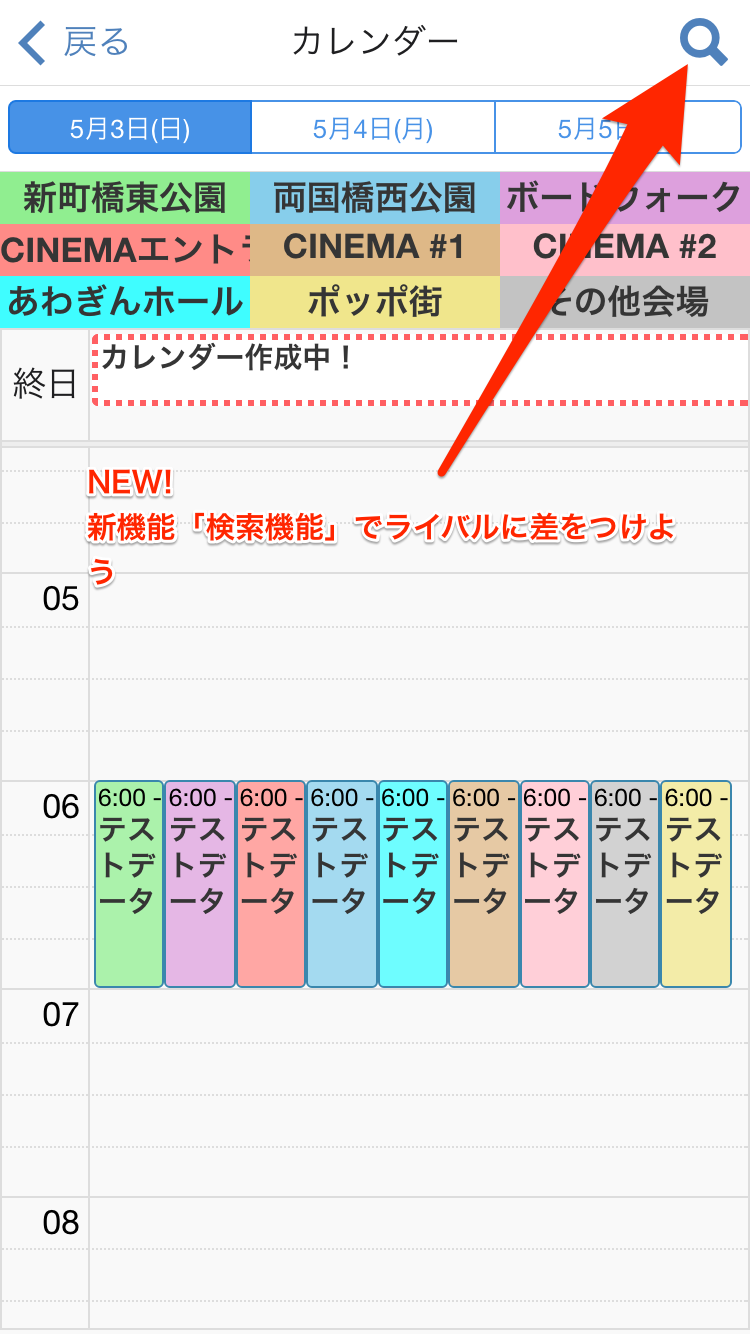 戻る カレンダー
5月3日(日) 5月4日(月) 5月5日
新町橋東公園 両国橋西公園 ボードウォーク
CINEMAエントラ CINEMA #1 CINEMA #2
あわぎんホール ポッポ街 その他会場
終日 カレンダー作成中！
NEW!
新機能「検索機能」でライバルに差をつけよ
う
05
06
6:00 - 6:00 - 6:00 - 6:00 - 6:00 - 6:00 - 6:00 - 6:00 - 6:00 -
テス テス テス テス テス テス テス テス テス
トデ トデ トデ トデ トデ トデ トデ トデ トデ
ータ ータ ータ ータ ータ ータ ータ ータ ータ
07
08